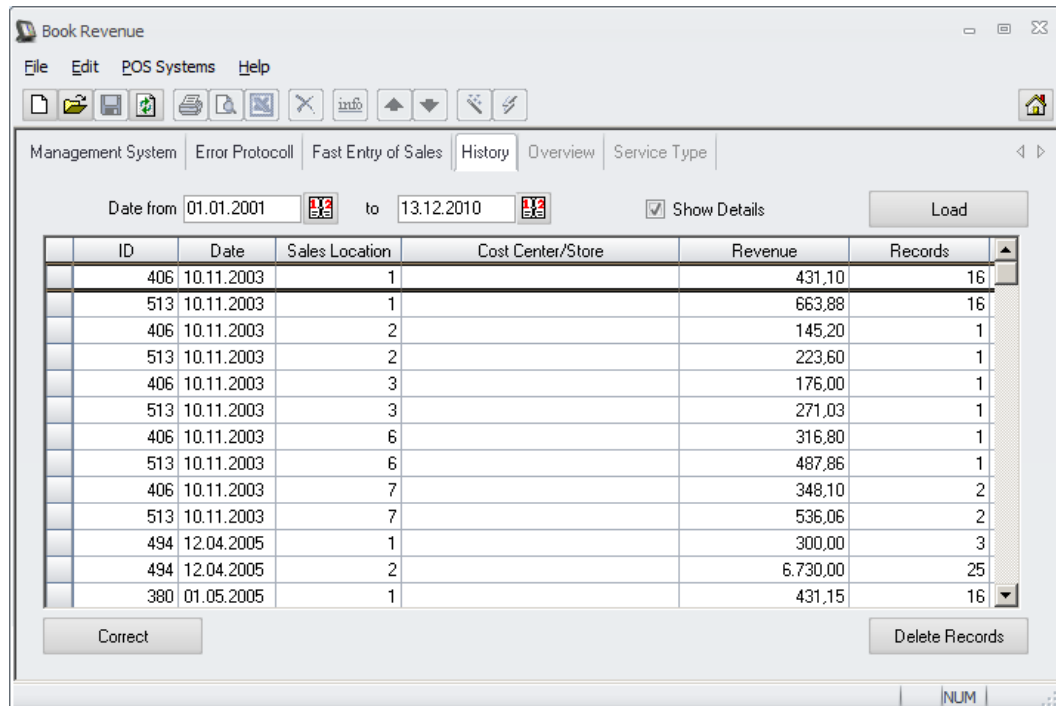 Book Revenue
File Edit POS Systems Help
info
Management System Error Protocoll Fast Entry of Sales History Overview Service Type
Date from 01.01.2001 to 13.12.2010 Show Details Load
ID Date Sales Location Cost Center/Store Revenue Records
406 10.11.2003 1 431,10 16
513 10.11.2003 1 663,88 16
406 10.11.2003 2 145,20 1
513 10.11.2003 2 223,60 1
406 10.11.2003 3 176,00 1
513 10.11.2003 3 271,03 1
406 10.11.2003 6 316,80 1
513 10.11.2003 6 487,86 1
406 10.11.2003 7 348,10 2
513 10.11.2003 7 536,06 2
494 12.04.2005 1 300,00 3
494 12.04.2005 2 6.730,00 25
380 01.05.2005 1 431,15 16
Correct Delete Records
NUM